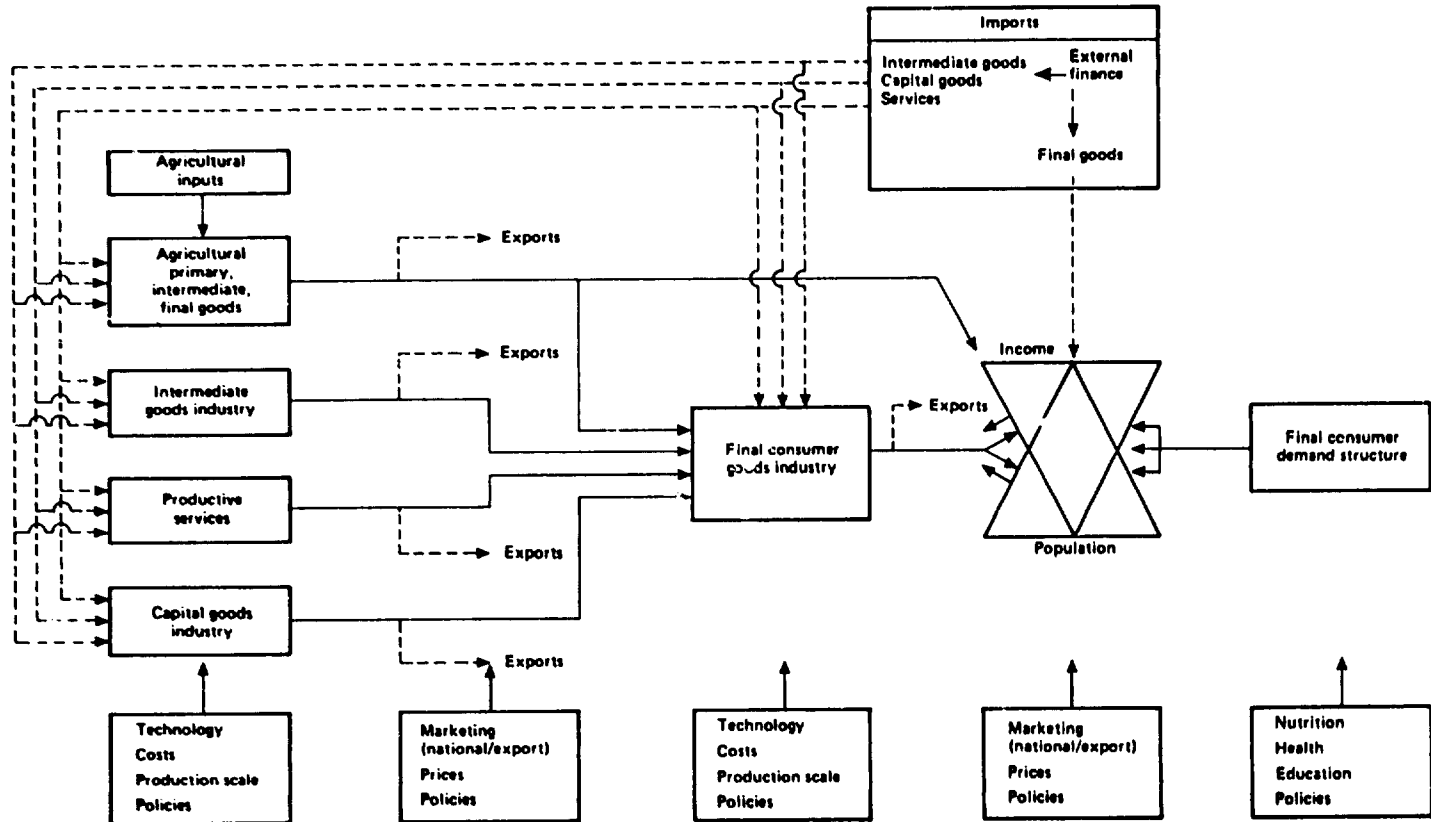 Imports
Intermediate goods
Capital goods
Services
External
finance
Final goods
Agricultural
inputs
Agricultural
primary,
intermediate,
final goods
Exports
Intermediate
goods industry
Exports
Productive
services
Exports
Capital goods
industry
Exports
Final consumer
goods industry
Exports
Income
Population
Final consumer
demand structure
Technology
Costs
Production scale
Policies
Marketing
(national/export)
Prices
Policies
Technology
Costs
Production scale
Policies
Marketing
(national/export)
Prices
Policies
Nutrition
Health
Education
Policies